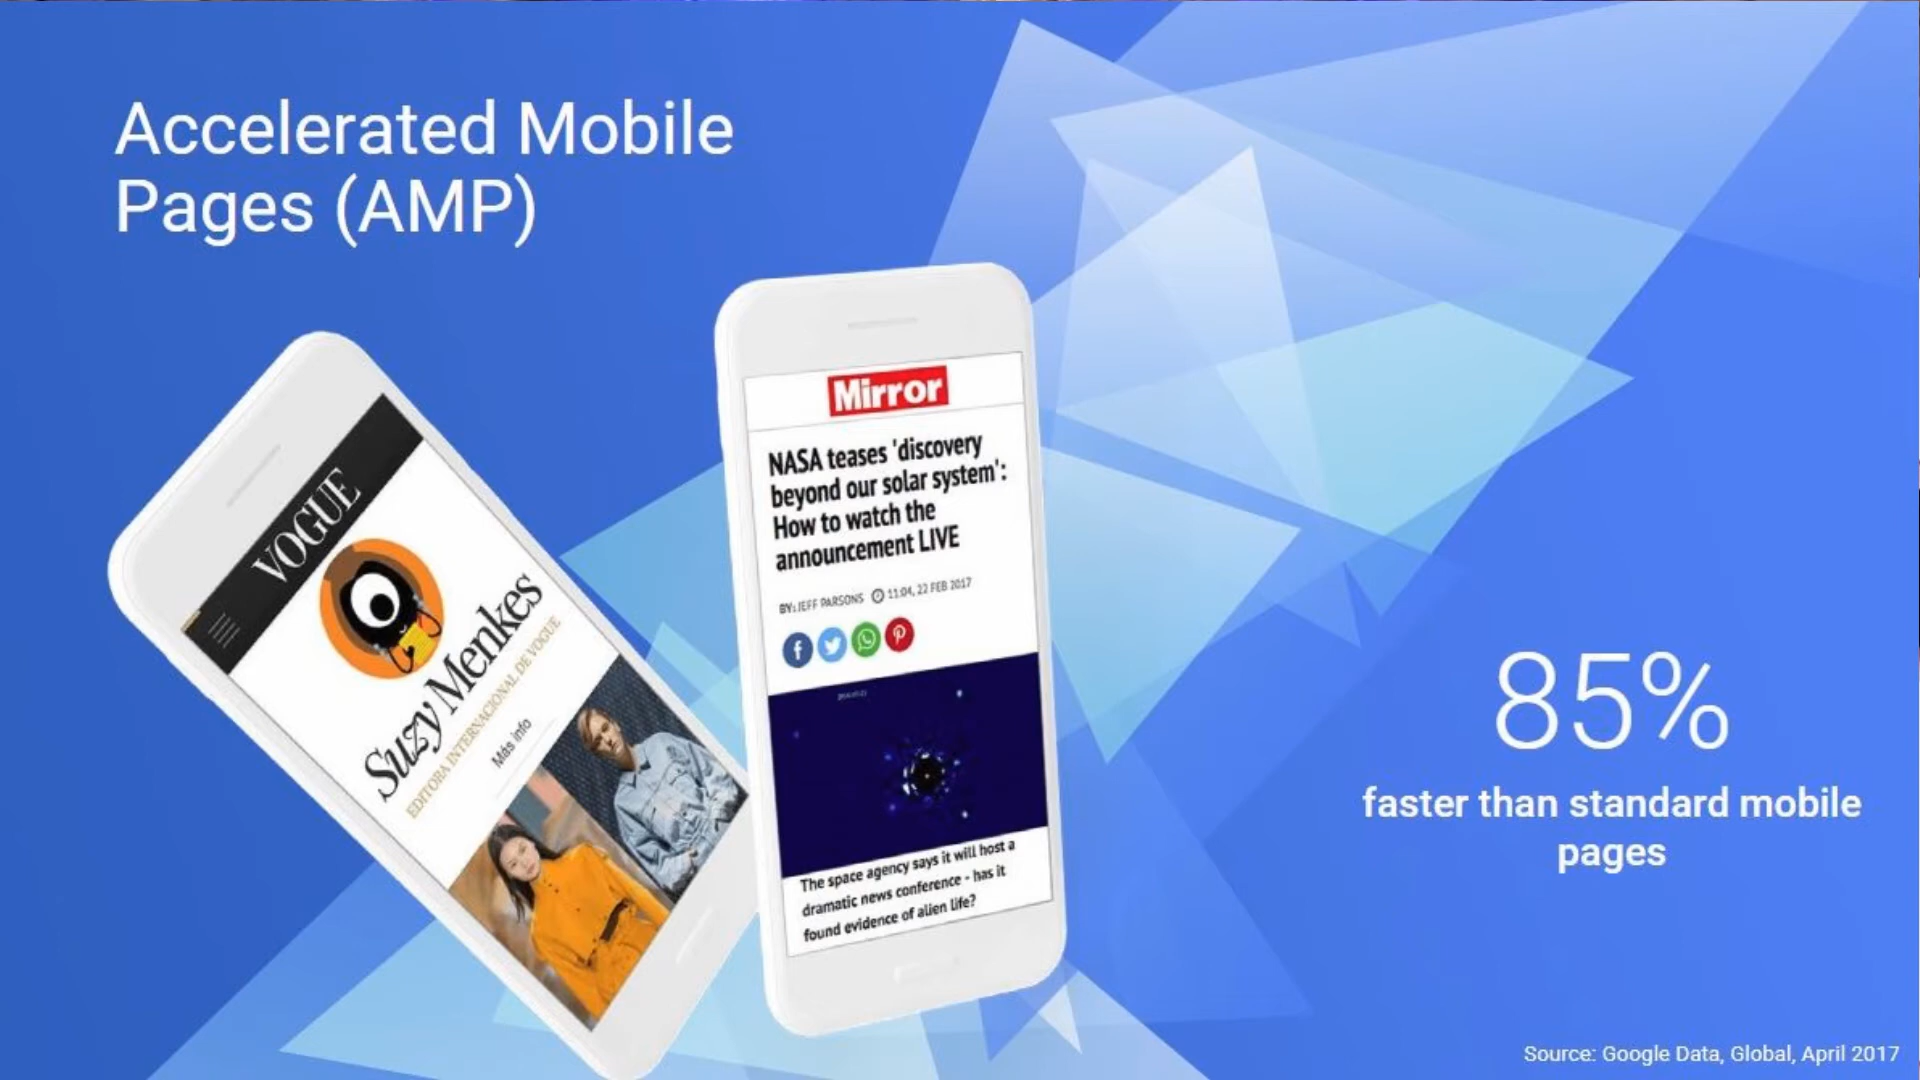 Accelerated Mobile
Pages (AMP)
VOGUE
Suzy Menkes
EDITORA INTERNACIONAL DE VOGUE
Más info
Mirror
NASA teases 'discovery
beyond our solar system':
How to watch the
announcement LIVE
BY: JEFF PARSONS 11:04, 22 FEB 2017
The space agency says it will host a
dramatic news conference - has it
found evidence of alien life?
85%
faster than standard mobile
pages
Source: Google Data, Global, April 2017